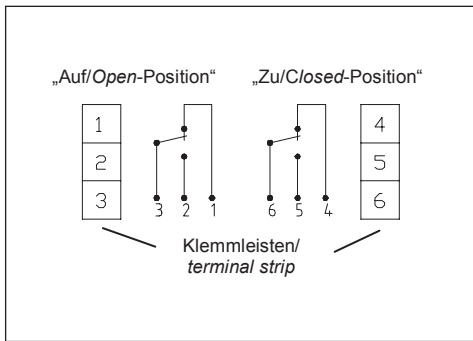 „Auf/Open-Position“ „Zu/Closed-Position“
1 4
2 5
3 3 2 1 6 5 4 6
Klemmleisten/
terminal strip